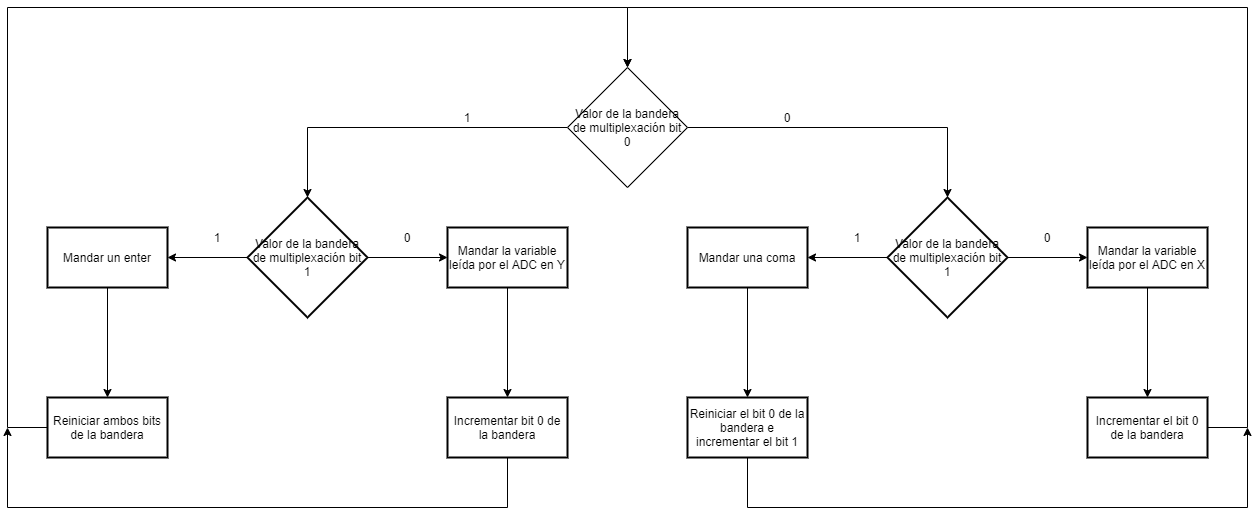 Valor de la bandera
de multiplexación bit
0
1
0
Valor de la bandera
de multiplexación bit
1
1
0
Mandar un enter
Mandar la variable
leída por el ADC en Y
Reiniciar ambos bits
de la bandera
Incrementar bit 0 de
la bandera
Valor de la bandera
de multiplexación bit
1
1
0
Mandar una coma
Mandar la variable
leída por el ADC en X
Reiniciar el bit 0 de la
bandera e
incrementar el bit 1
Incrementar el bit 0
de la bandera